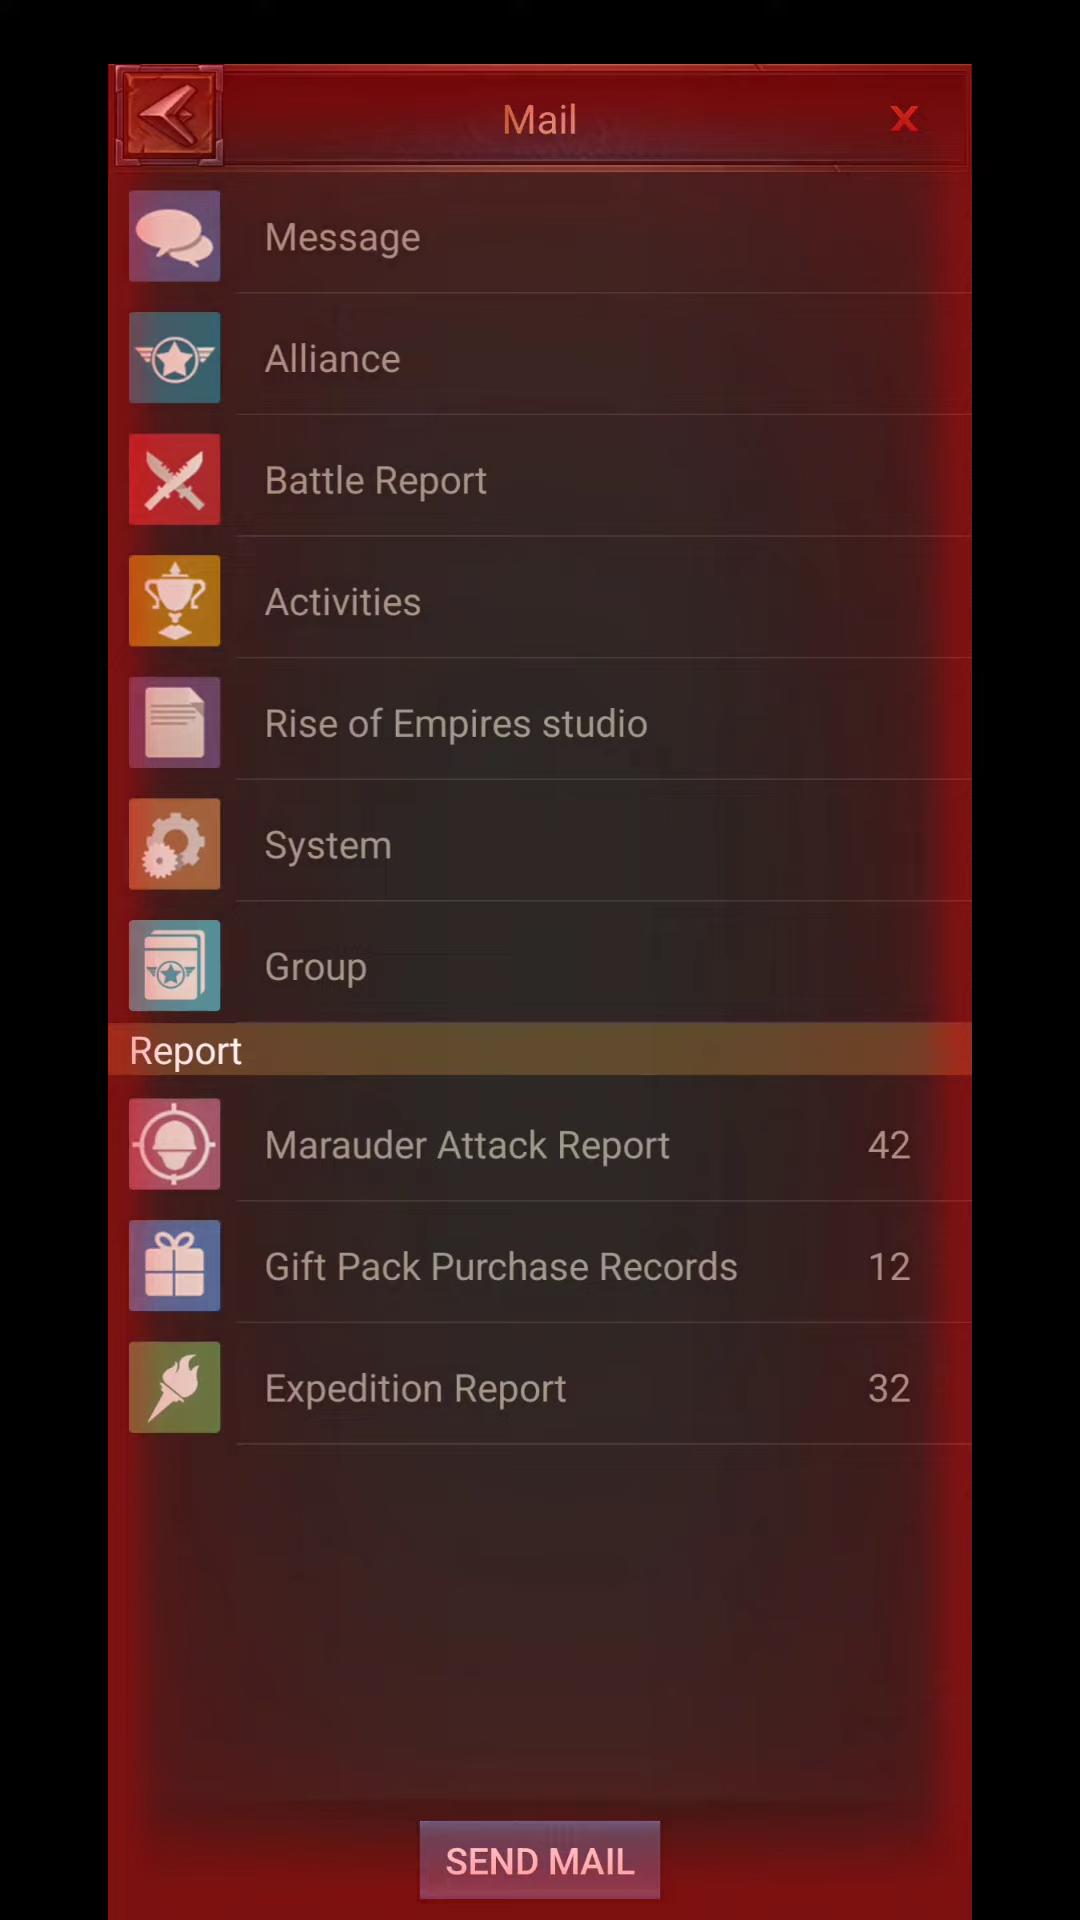 Mail
X
Message
Alliance
Battle Report
Activities
Rise of Empires studio
System
Group
Report
Marauder Attack Report 42
Gift Pack Purchase Records 12
Expedition Report 32
SEND MAIL